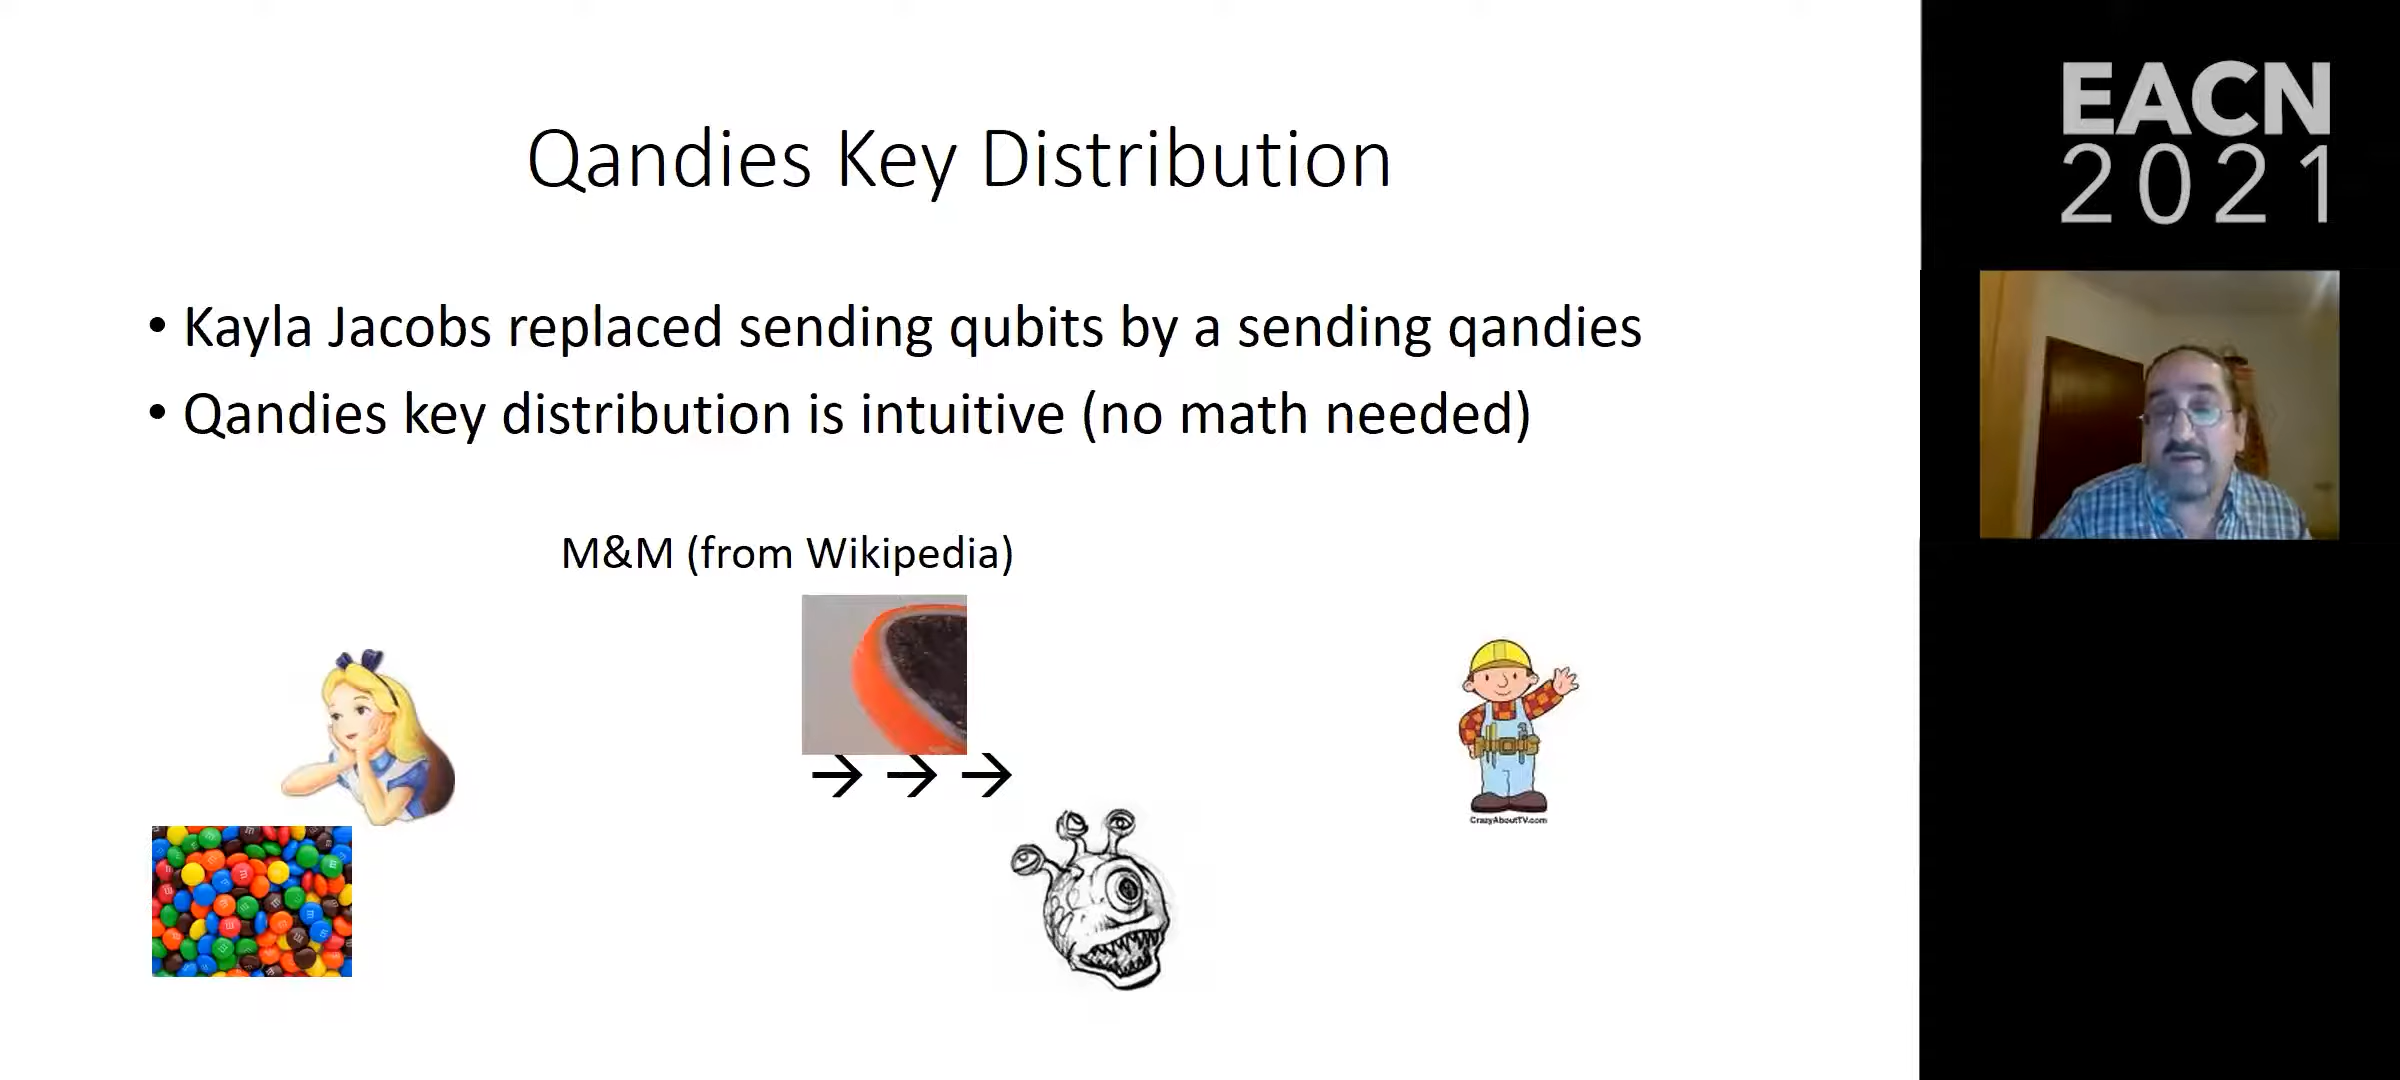 Qandies Key Distribution
EACN
2021
• Kayla Jacobs replaced sending qubits by a sending qandies
• Qandies key distribution is intuitive (no math needed)
M&M (from Wikipedia)
→ → →
CrazyAboutTV.com